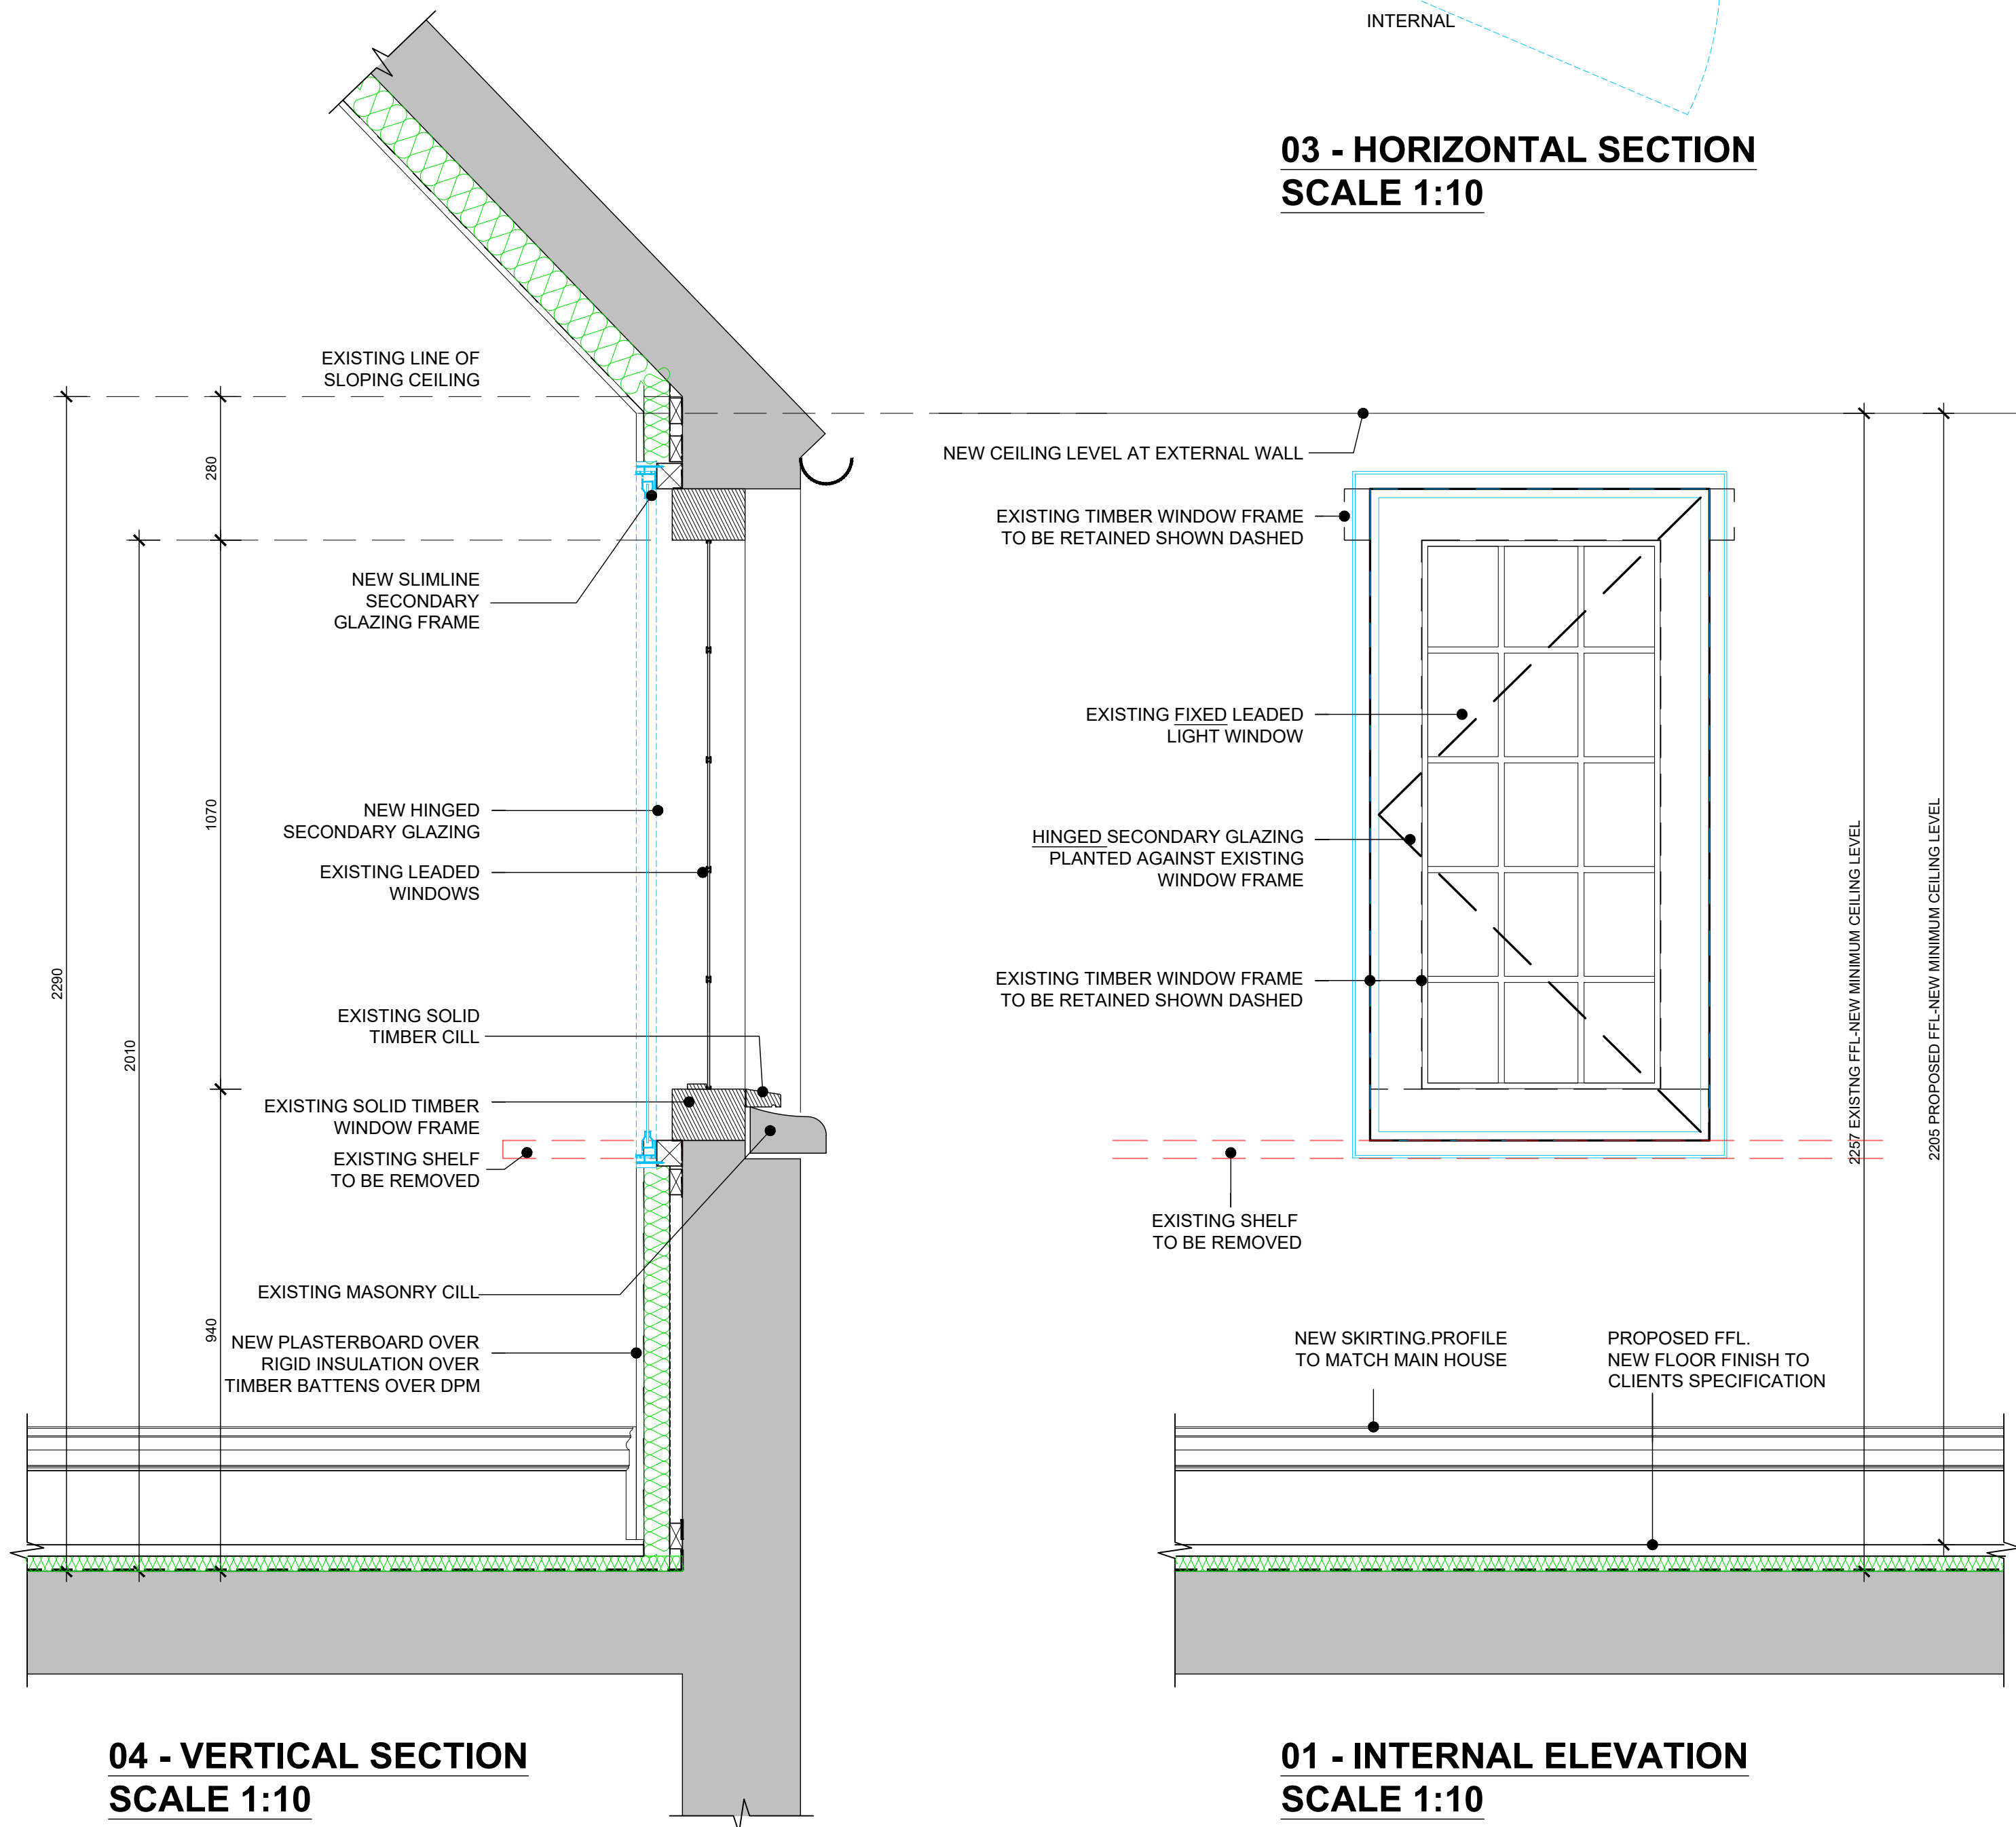 INTERNAL
03 - HORIZONTAL SECTION
SCALE 1:10
EXISTING LINE OF
SLOPING CEILING
280
NEW SLIMLINE
SECONDARY
GLAZING FRAME
1070
NEW HINGED
SECONDARY GLAZING
EXISTING LEADED
WINDOWS
2290
2010
EXISTING SOLID
TIMBER CILL
EXISTING SOLID TIMBER
WINDOW FRAME
EXISTING SHELF
TO BE REMOVED
EXISTING MASONRY CILL
940
NEW PLASTERBOARD OVER
RIGID INSULATION OVER
TIMBER BATTENS OVER DPM
04 - VERTICAL SECTION
SCALE 1:10
NEW CEILING LEVEL AT EXTERNAL WALL
EXISTING TIMBER WINDOW FRAME
TO BE RETAINED SHOWN DASHED
EXISTING FIXED LEADED
LIGHT WINDOW
HINGED SECONDARY GLAZING
PLANTED AGAINST EXISTING
WINDOW FRAME
EXISTING TIMBER WINDOW FRAME
TO BE RETAINED SHOWN DASHED
EXISTING SHELF
TO BE REMOVED
2257 EXISTNG FFL-NEW MINIMUM CEILING LEVEL
2205 PROPOSED FFL-NEW MINIMUM CEILING LEVEL
NEW SKIRTING.PROFILE
TO MATCH MAIN HOUSE
PROPOSED FFL.
NEW FLOOR FINISH TO
CLIENTS SPECIFICATION
01 - INTERNAL ELEVATION
SCALE 1:10